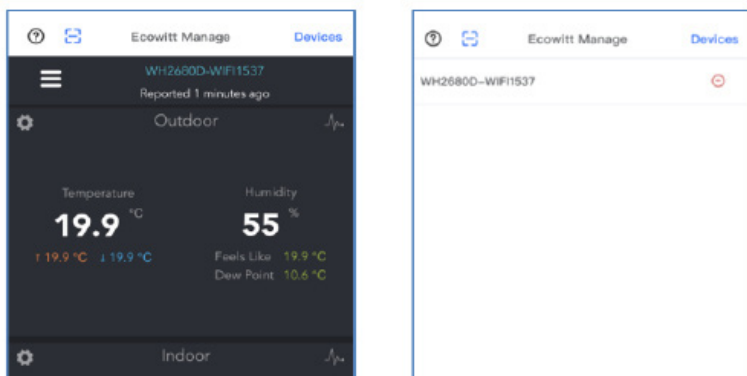 Ecowitt Manage
Devices
WH2680D-WIFI1537
Reported 1 minutes ago
Outdoor
Temperature
Humidity
19.9 °C
55 %
↑ 19.9 °C ↓ 19.9 °C
Feels Like 19.9 °C
Dew Point 10.6 °C
Indoor
Ecowitt Manage
Devices
WH2680D-WIFI1537